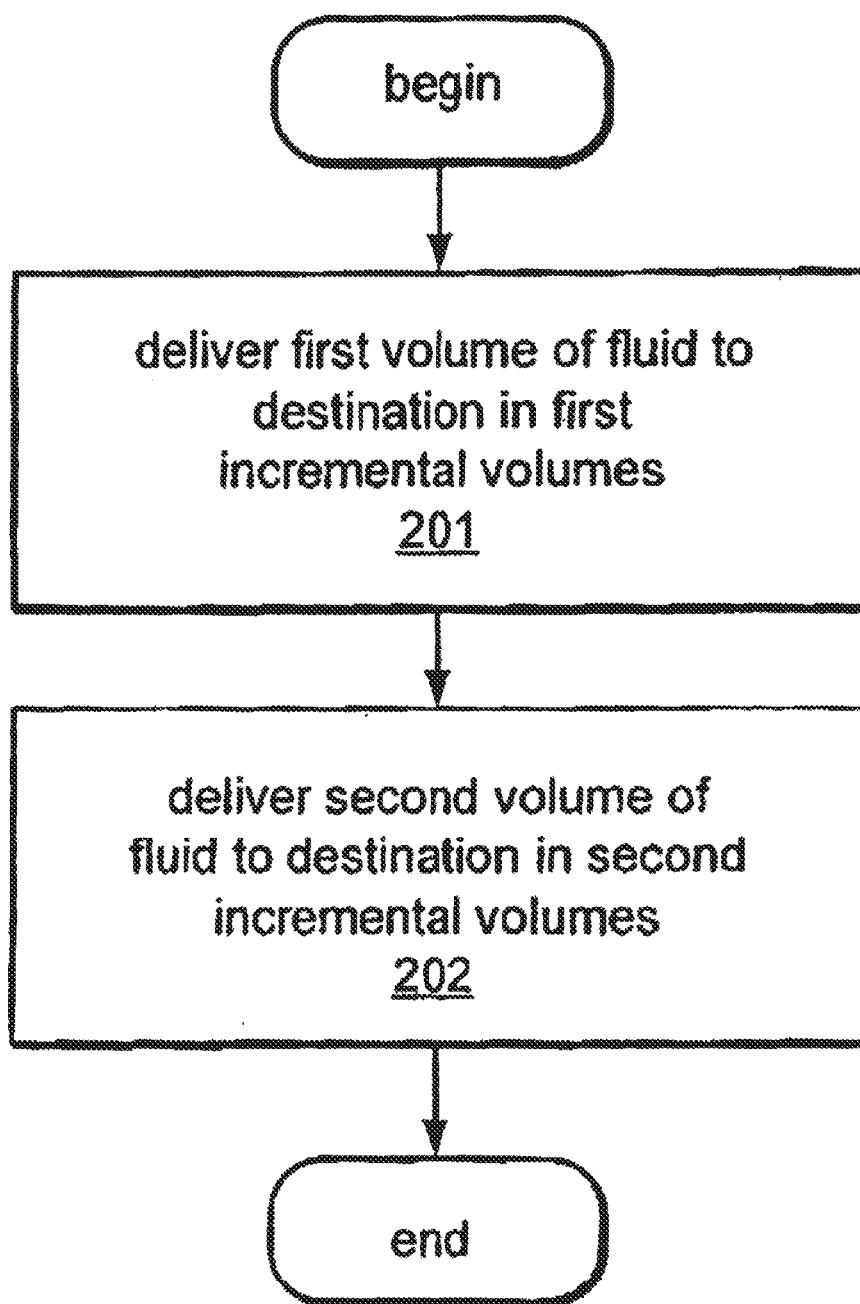 begin
deliver first volume of fluid to
destination in first
incremental volumes
201
deliver second volume of
fluid to destination in second
incremental volumes
202
end